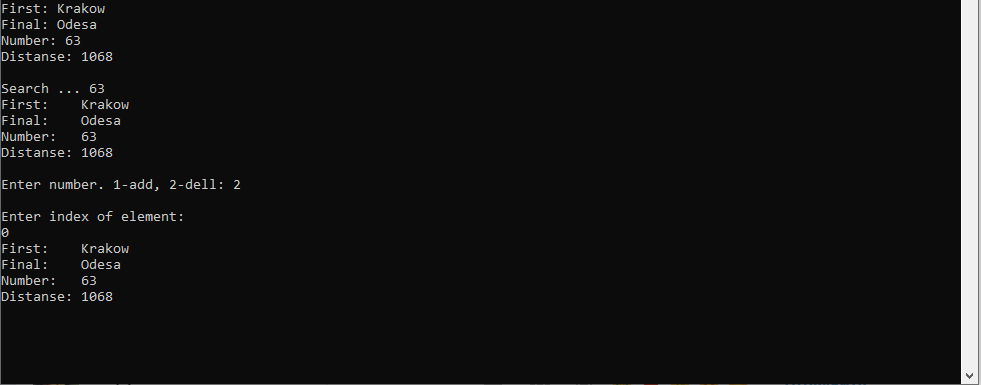 First: Krakow
Final: Odesa
Number: 63
Distanse: 1068
Search ... 63
First:    Krakow
Final:    Odesa
Number:   63
Distanse: 1068
Enter number. 1-add, 2-dell: 2
Enter index of element:
0
First:    Krakow
Final:    Odesa
Number:   63
Distanse: 1068